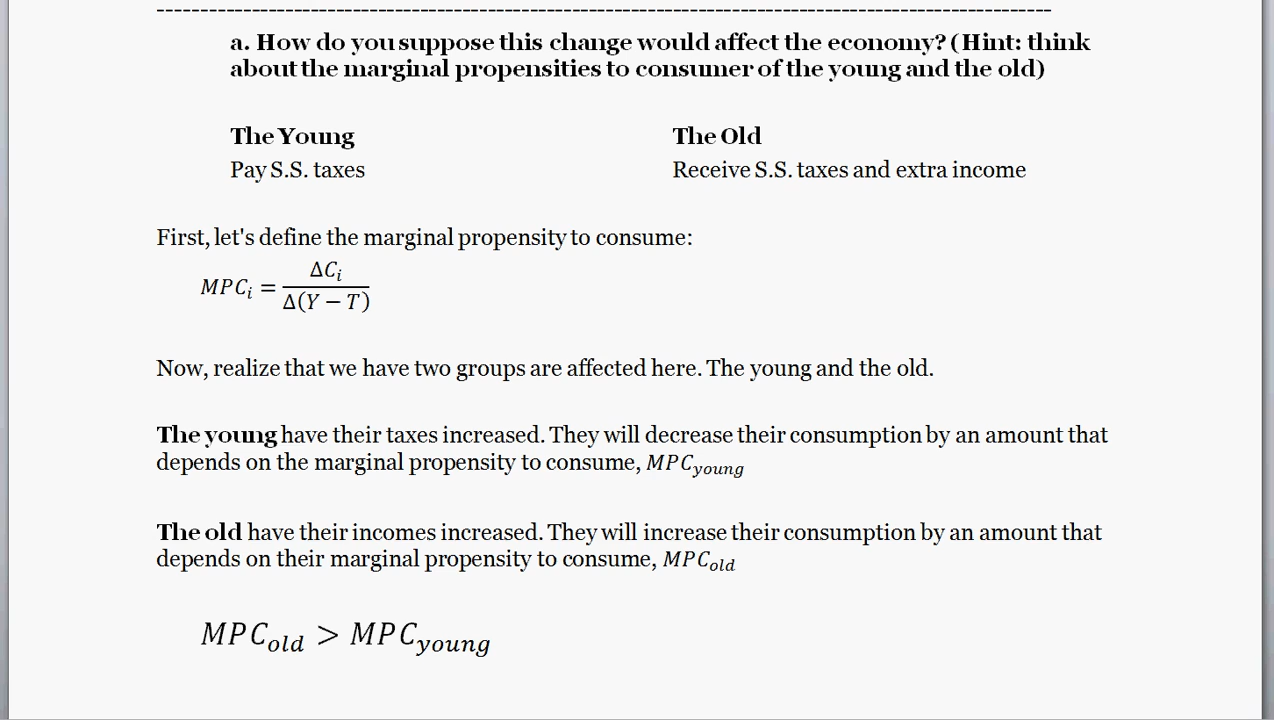 ----------------------------------------------------------------------------------------------------
a. How do you suppose this change would affect the economy? (Hint: think
about the marginal propensities to consumer of the young and the old)
The Young
The Old
Pay S.S. taxes
Receive S.S. taxes and extra income
First, let's define the marginal propensity to consume:
MPCᵢ = ΔCᵢ / Δ(Y − T)
Now, realize that we have two groups are affected here. The young and the old.
The young have their taxes increased. They will decrease their consumption by an amount that
depends on the marginal propensity to consume, MPC_young
The old have their incomes increased. They will increase their consumption by an amount that
depends on their marginal propensity to consume, MPC_old
MPC_old > MPC_young